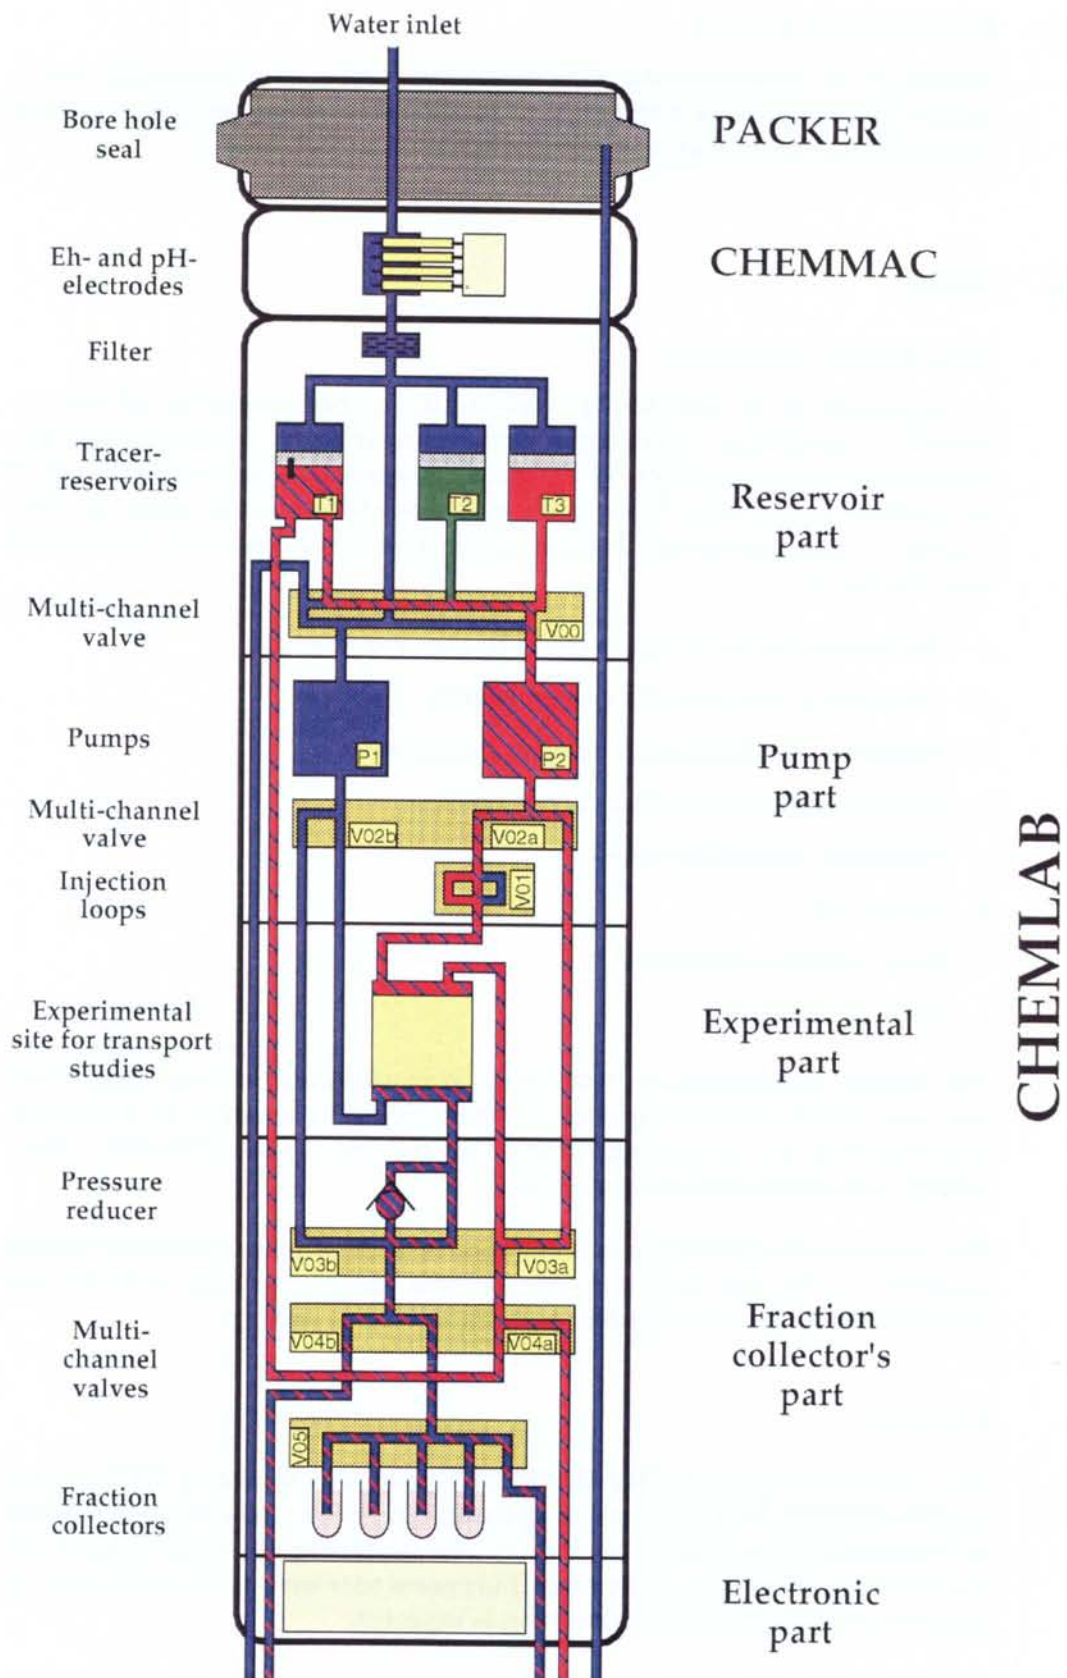 Water inlet
Bore hole
seal
PACKER
Eh- and pH-
electrodes
CHEMMAC
Filter
Tracer-
reservoirs
T1
T2
T3
Reservoir
part
Multi-channel
valve
V00
Pumps
P1
P2
Pump
part
Multi-channel
valve
V02b
V02a
Injection
loops
V01
CHEMLAB
Experimental
site for transport
studies
Experimental
part
Pressure
reducer
V03b
V03a
Multi-
channel
valves
V04b
V04a
Fraction
collector's
part
V05
Fraction
collectors
Electronic
part